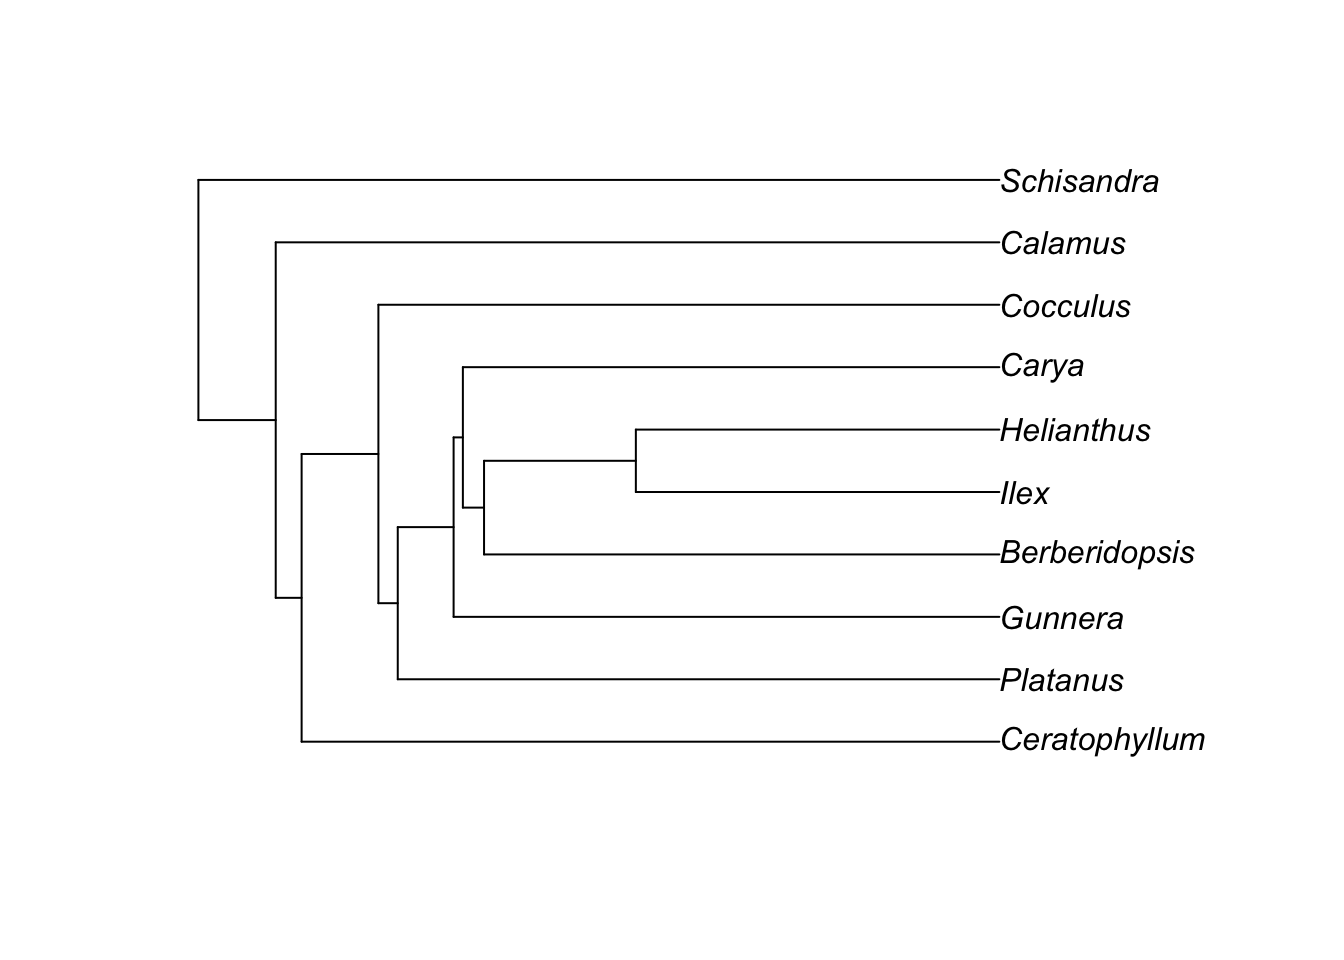 Schisandra
Calamus
Cocculus
Carya
Helianthus
Ilex
Berberidopsis
Gunnera
Platanus
Ceratophyllum